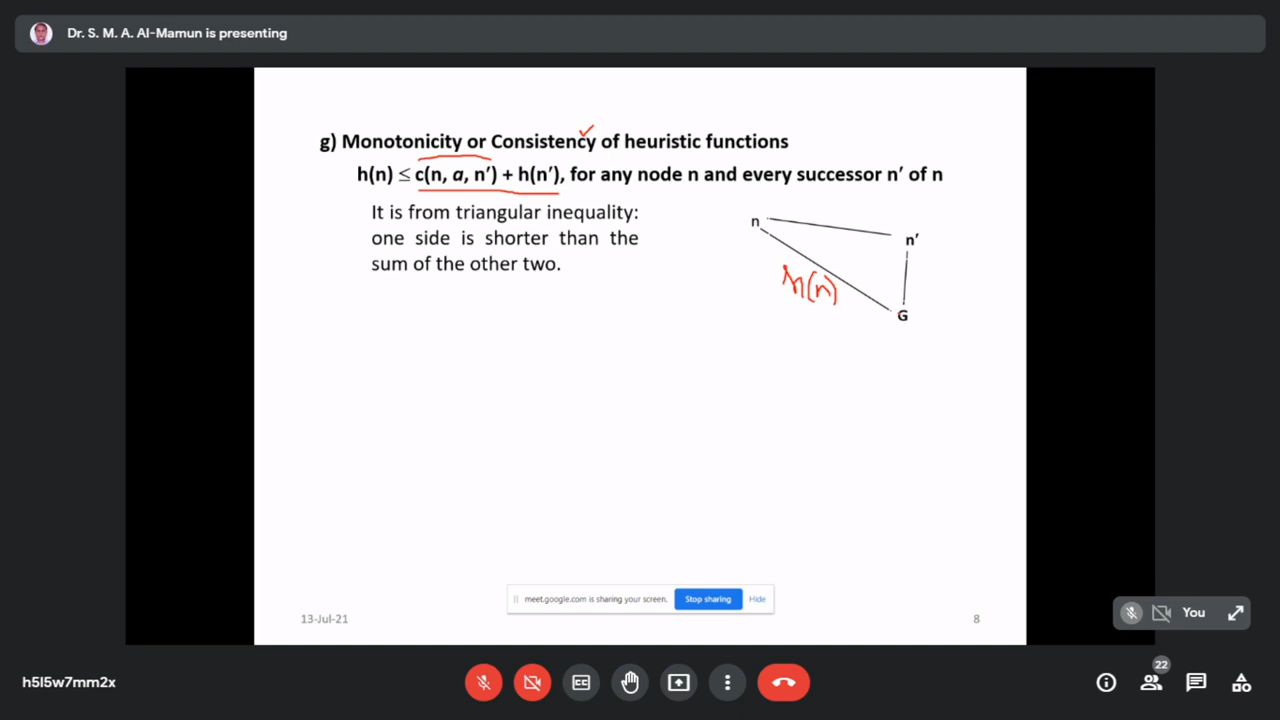 Dr. S. M. A. Al-Mamun is presenting
g) Monotonicity or Consistency of heuristic functions
h(n) ≤ c(n, a, n′) + h(n′), for any node n and every successor n′ of n
It is from triangular inequality:
one side is shorter than the
sum of the other two.
n
n′
h(n)
G
meet.google.com is sharing your screen. Stop sharing Hide
13-Jul-21
8
You
h5l5w7mm2x
CC
22